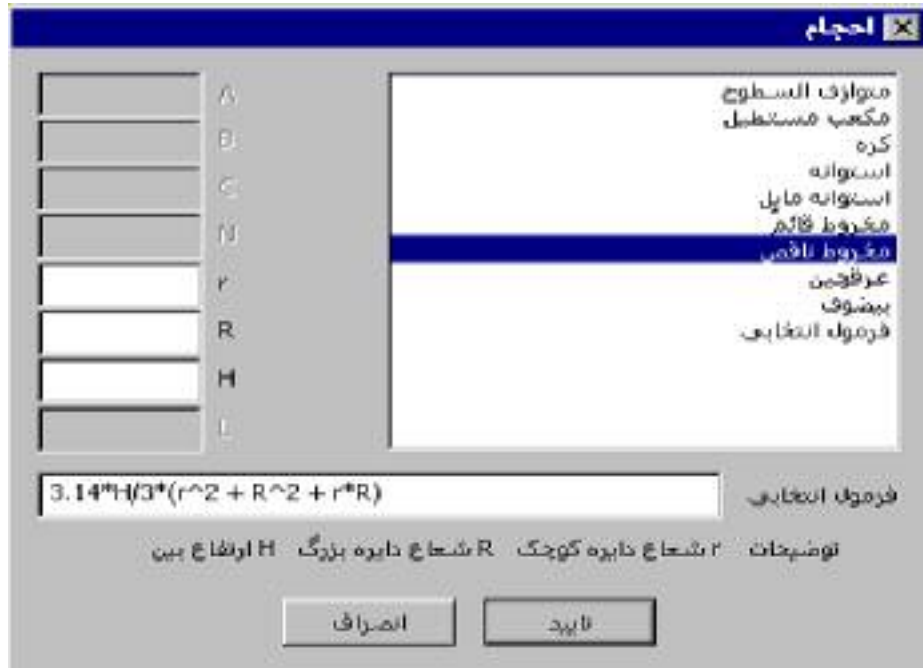 احجام
متوازی السطوح
مکعب مستطیل
کره
استوانه
استوانه مایل
مخروط قائم
مخروط ناقص
عرقچین
بیضوی
فرمول انتخابی
A
B
C
N
r
R
H
L
فرمول انتخابی 3.14*H/3*(r^2 + R^2 + r*R)
توضیحات r شعاع دایره کوچک R شعاع دایره بزرگ H ارتفاع بین
تایید انصراف